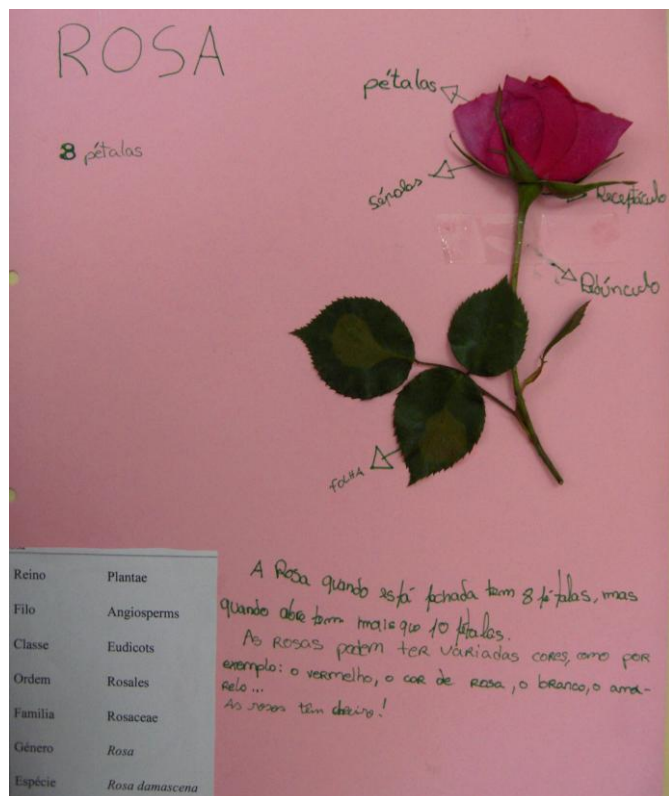 ROSA
pétalas
8 pétalas
Sépalas
Receptáculo
Pedúnculo
FOLHA
Reino Plantae
Filo Angiosperms
Classe Eudicots
Ordem Rosales
Família Rosaceae
Género Rosa
Espécie Rosa damascena
A Rosa quando está fechada tem 8 pétalas, mas
quando abre tem mais que 10 pétalas.
As rosas podem ter variadas cores, como por
exemplo: o vermelho, o cor de rosa, o branco, o ama-
relo...
As rosas têm cheiro!